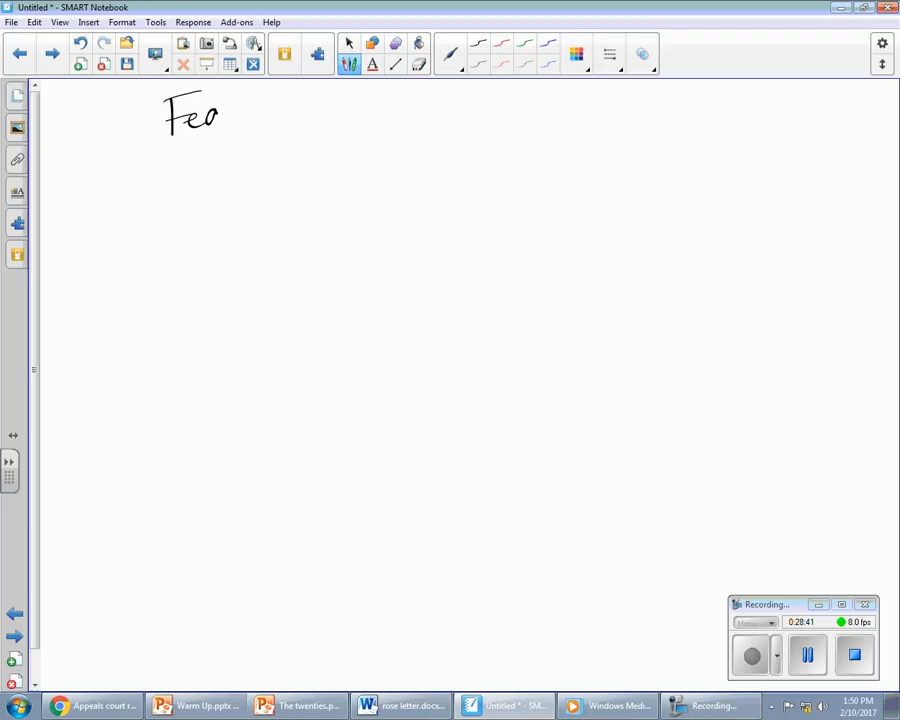 Untitled * - SMART Notebook
File Edit View Insert Format Tools Response Add-ons Help
Fea
Recording...
Menu 0:28:41 8.0 fps
Appeals court r... Warm Up.pptx ... The twenties.p... rose letter.docx... Untitled * - SM... Windows Medi... Recording... 1:50 PM
2/10/2017